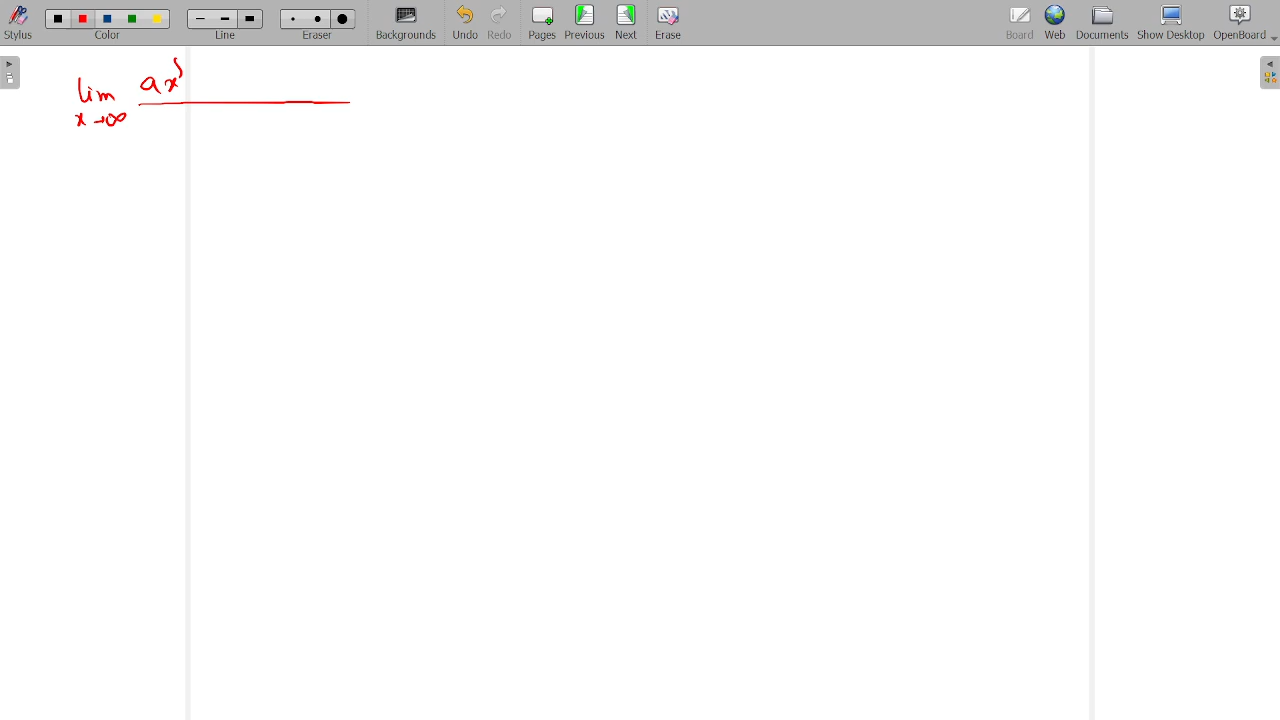 Stylus Color Line Eraser Backgrounds Undo Redo Pages Previous Next Erase Board Web Documents Show Desktop OpenBoard
lim ax
x→∞